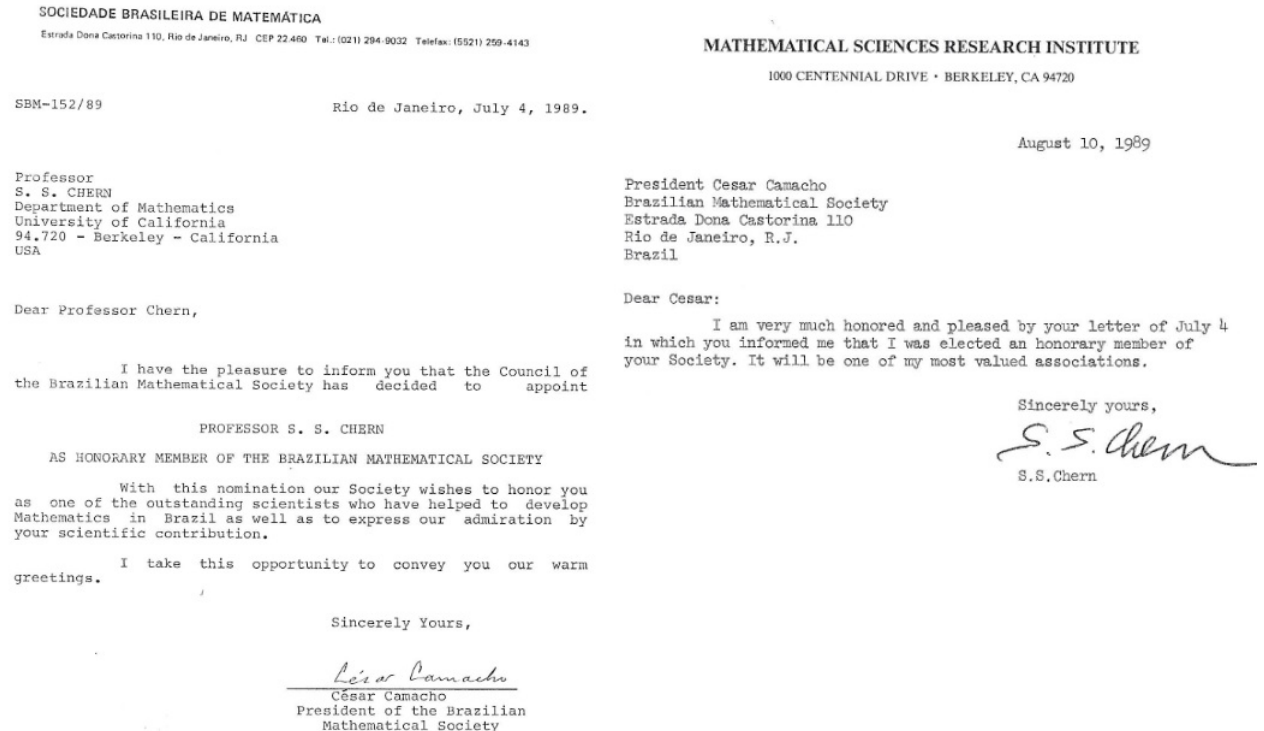 SOCIEDADE BRASILEIRA DE MATEMÁTICA
Estrada Dona Castorina 110, Rio de Janeiro, RJ CEP 22.460 Tel.: (021) 294-9032 Telefax: (5521) 259-4143
SBM-152/89 Rio de Janeiro, July 4, 1989.
Professor
S. S. CHERN
Department of Mathematics
University of California
94.720 - Berkeley - California
USA
Dear Professor Chern,
I have the pleasure to inform you that the Council of
the Brazilian Mathematical Society has decided to appoint
PROFESSOR S. S. CHERN
AS HONORARY MEMBER OF THE BRAZILIAN MATHEMATICAL SOCIETY
With this nomination our Society wishes to honor you
as one of the outstanding scientists who have helped to develop
Mathematics in Brazil as well as to express our admiration by
your scientific contribution.
I take this opportunity to convey you our warm
greetings.
Sincerely Yours,
César Camacho
César Camacho
President of the Brazilian
Mathematical Society
MATHEMATICAL SCIENCES RESEARCH INSTITUTE
1000 CENTENNIAL DRIVE • BERKELEY, CA 94720
August 10, 1989
President Cesar Camacho
Brazilian Mathematical Society
Estrada Dona Castorina 110
Rio de Janeiro, R.J.
Brazil
Dear Cesar:
I am very much honored and pleased by your letter of July 4
in which you informed me that I was elected an honorary member of
your Society. It will be one of my most valued associations.
Sincerely yours,
S. S. Chern
S.S.Chern